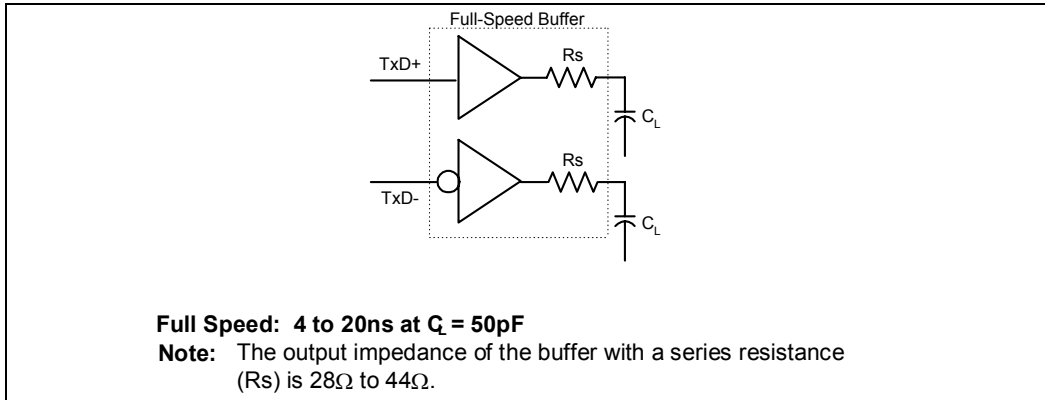 Full-Speed Buffer
TxD+
Rs
CL
Rs
TxD-
CL
Full Speed: 4 to 20ns at CL = 50pF
Note: The output impedance of the buffer with a series resistance
(Rs) is 28Ω to 44Ω.